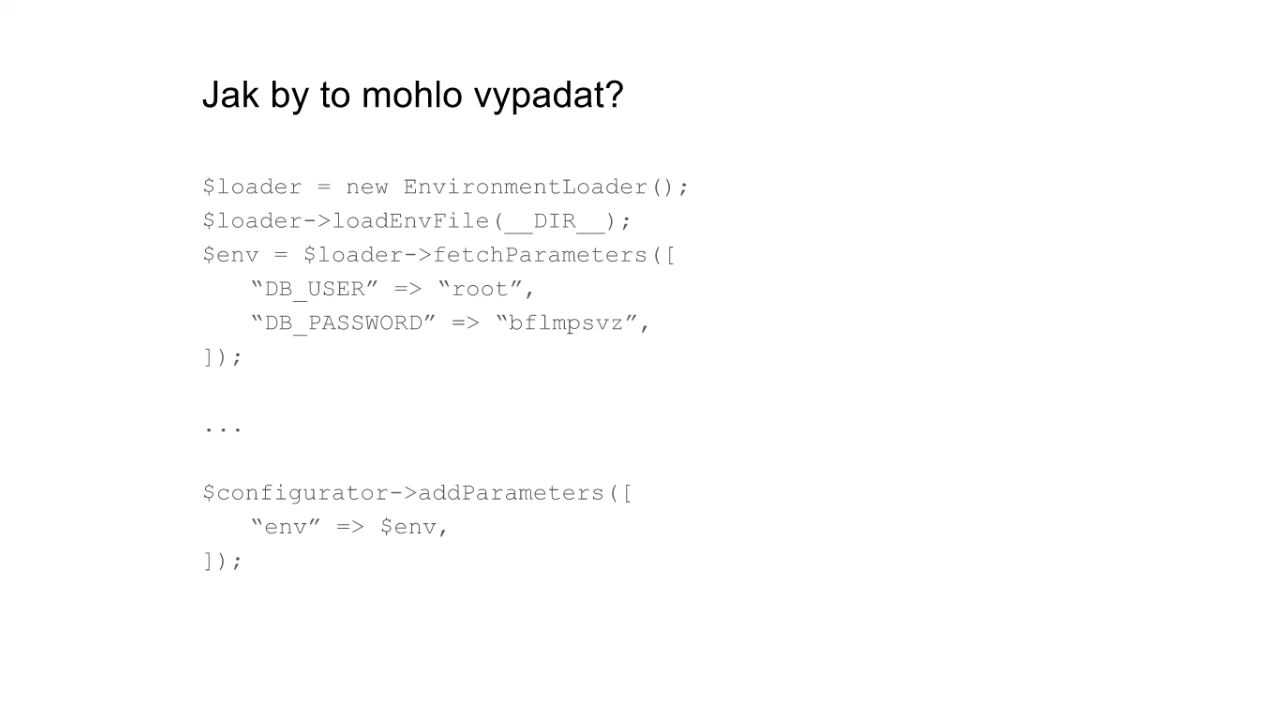 Jak by to mohlo vypadat?
$loader = new EnvironmentLoader();
$loader->loadEnvFile(__DIR__);
$env = $loader->fetchParameters([
“DB_USER” => “root”,
“DB_PASSWORD” => “bflmpsvz”,
]);
...
$configurator->addParameters([
“env” => $env,
]);